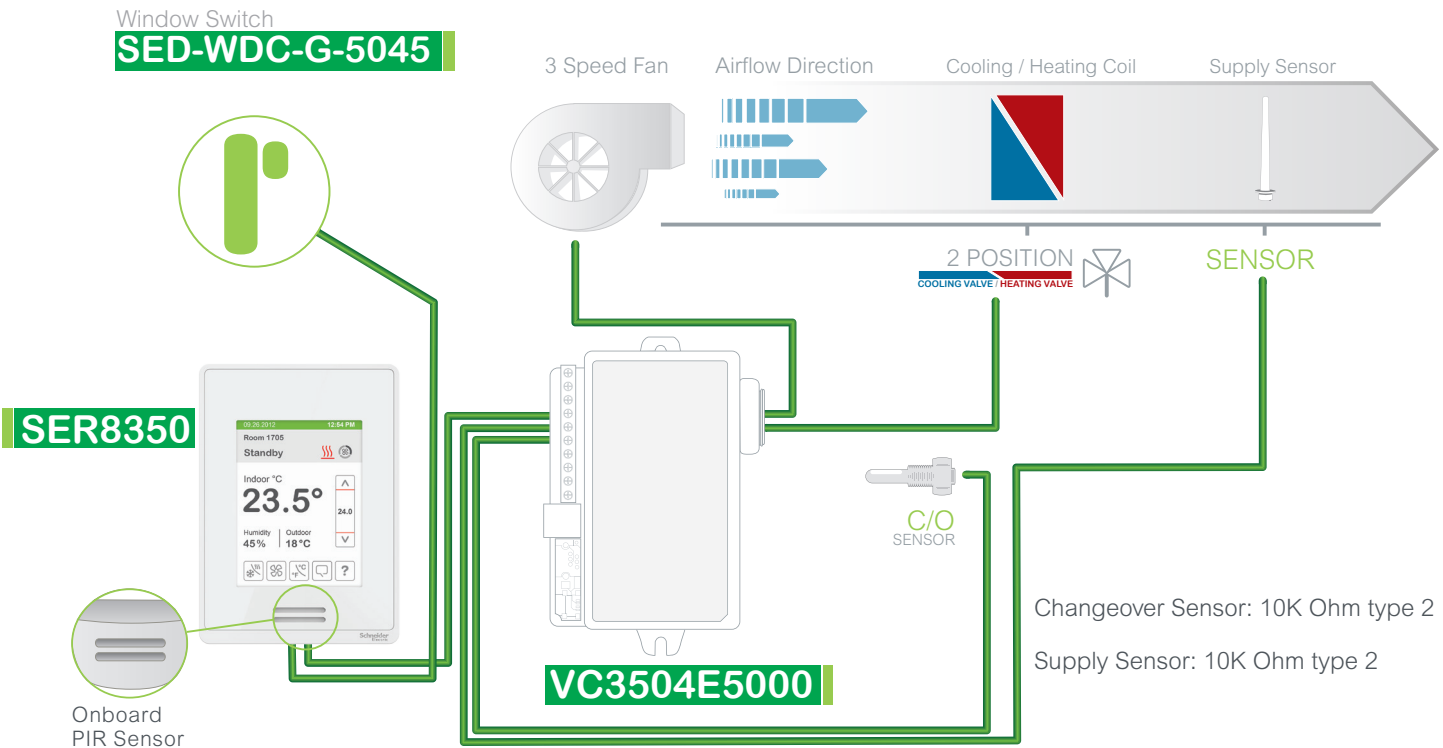 Window Switch
SED-WDC-G-5045
3 Speed Fan
Airflow Direction
Cooling / Heating Coil
Supply Sensor
2 POSITION
COOLING VALVE / HEATING VALVE
SENSOR
SER8350
09.26.2012 12:54 PM
Room 1705
Standby
Indoor °C
23.5°
24.0
Humidity
45%
Outdoor
18°C
°F °C
?
Schneider
Electric
C/O
SENSOR
Changeover Sensor: 10K Ohm type 2
Supply Sensor: 10K Ohm type 2
VC3504E5000
Onboard
PIR Sensor